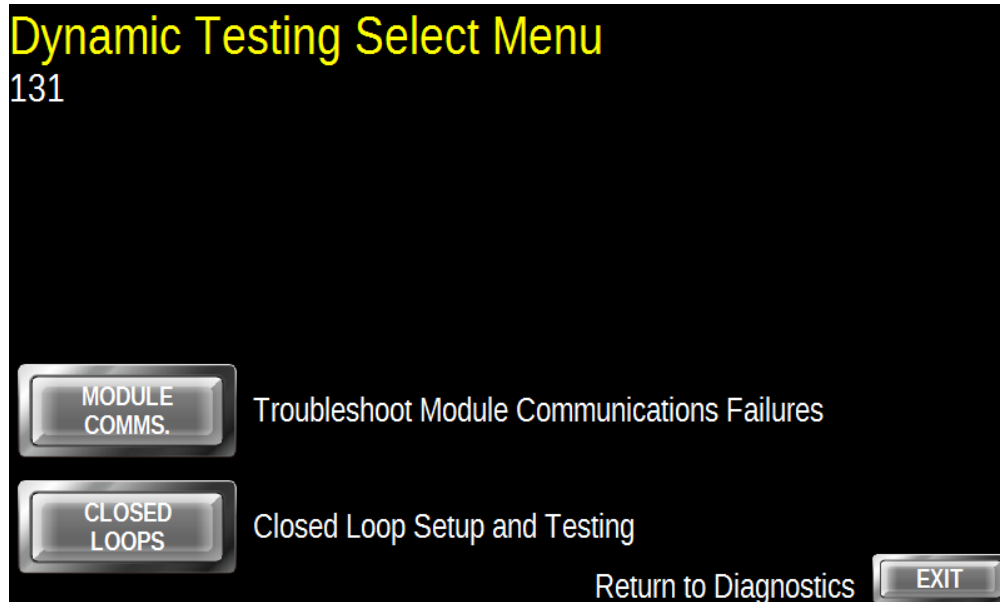 Dynamic Testing Select Menu
131
MODULE
COMMS.
Troubleshoot Module Communications Failures
CLOSED
LOOPS
Closed Loop Setup and Testing
Return to Diagnostics
EXIT